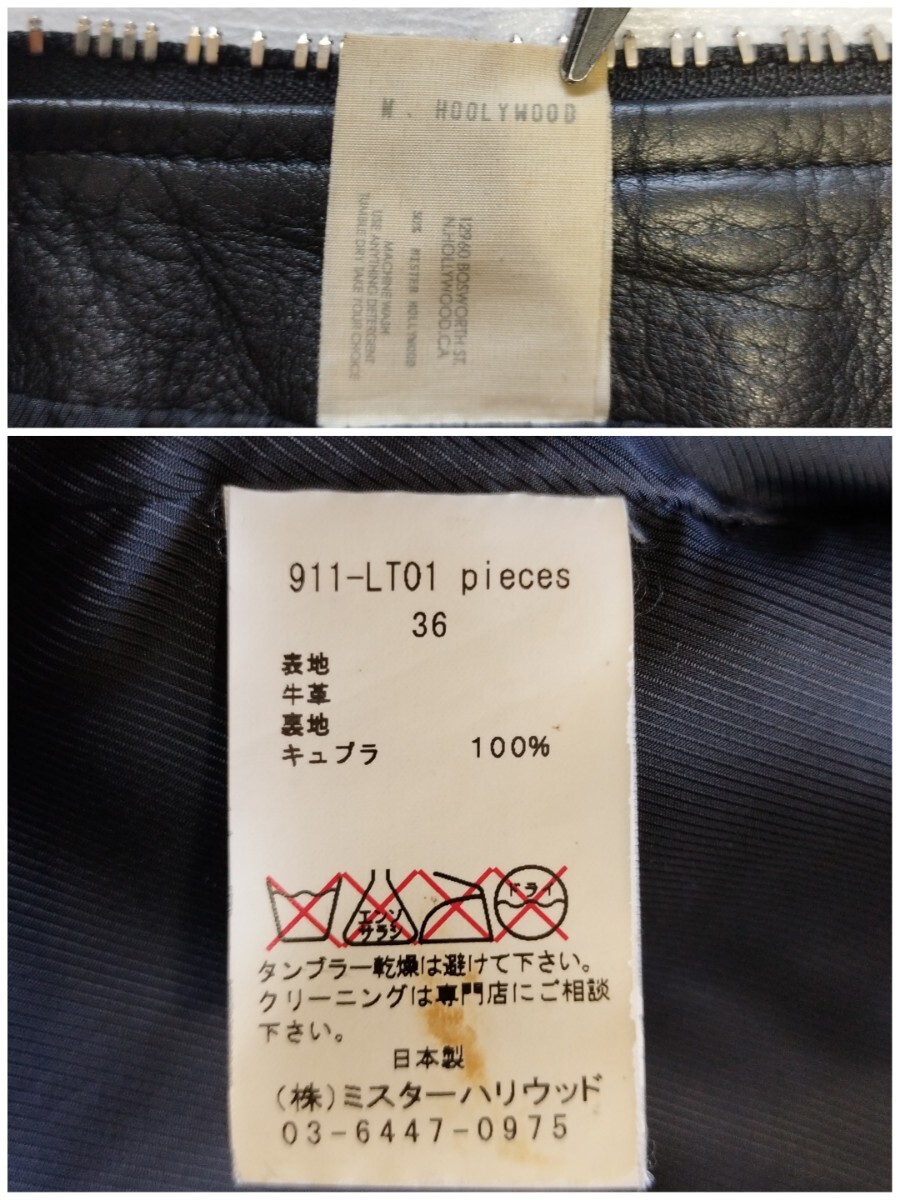 N. HOOLYWOOD
12960 BOSWORTH ST.
N.HOLLYWOOD.CA
MACHINE WASH
USE ANYTHING DETERGENT
TUMBLE DRY TAKE YOUR CHOICE
911-LT01 pieces
36
表地
牛革
裏地
キュプラ 100%
エンソ
サラシ
ドライ
タンブラー乾燥は避けて下さい。
クリーニングは専門店にご相談
下さい。
日本製
(株)ミスターハリウッド
03-6447-0975